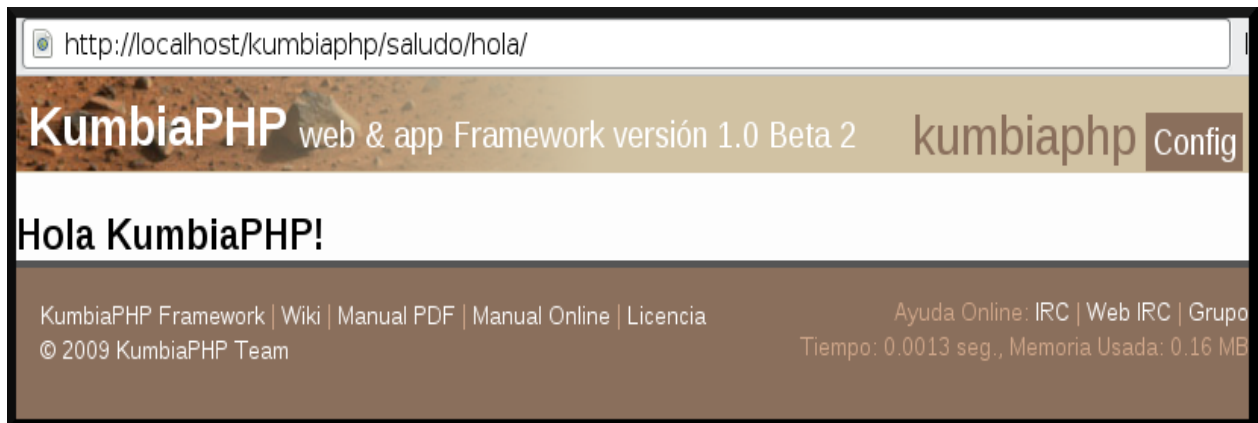 http://localhost/kumbiaphp/saludo/hola/
KumbiaPHP web & app Framework versión 1.0 Beta 2 kumbiaphp Config
Hola KumbiaPHP!
KumbiaPHP Framework | Wiki | Manual PDF | Manual Online | Licencia
Ayuda Online: IRC | Web IRC | Grupo
© 2009 KumbiaPHP Team
Tiempo: 0.0013 seg., Memoria Usada: 0.16 MB